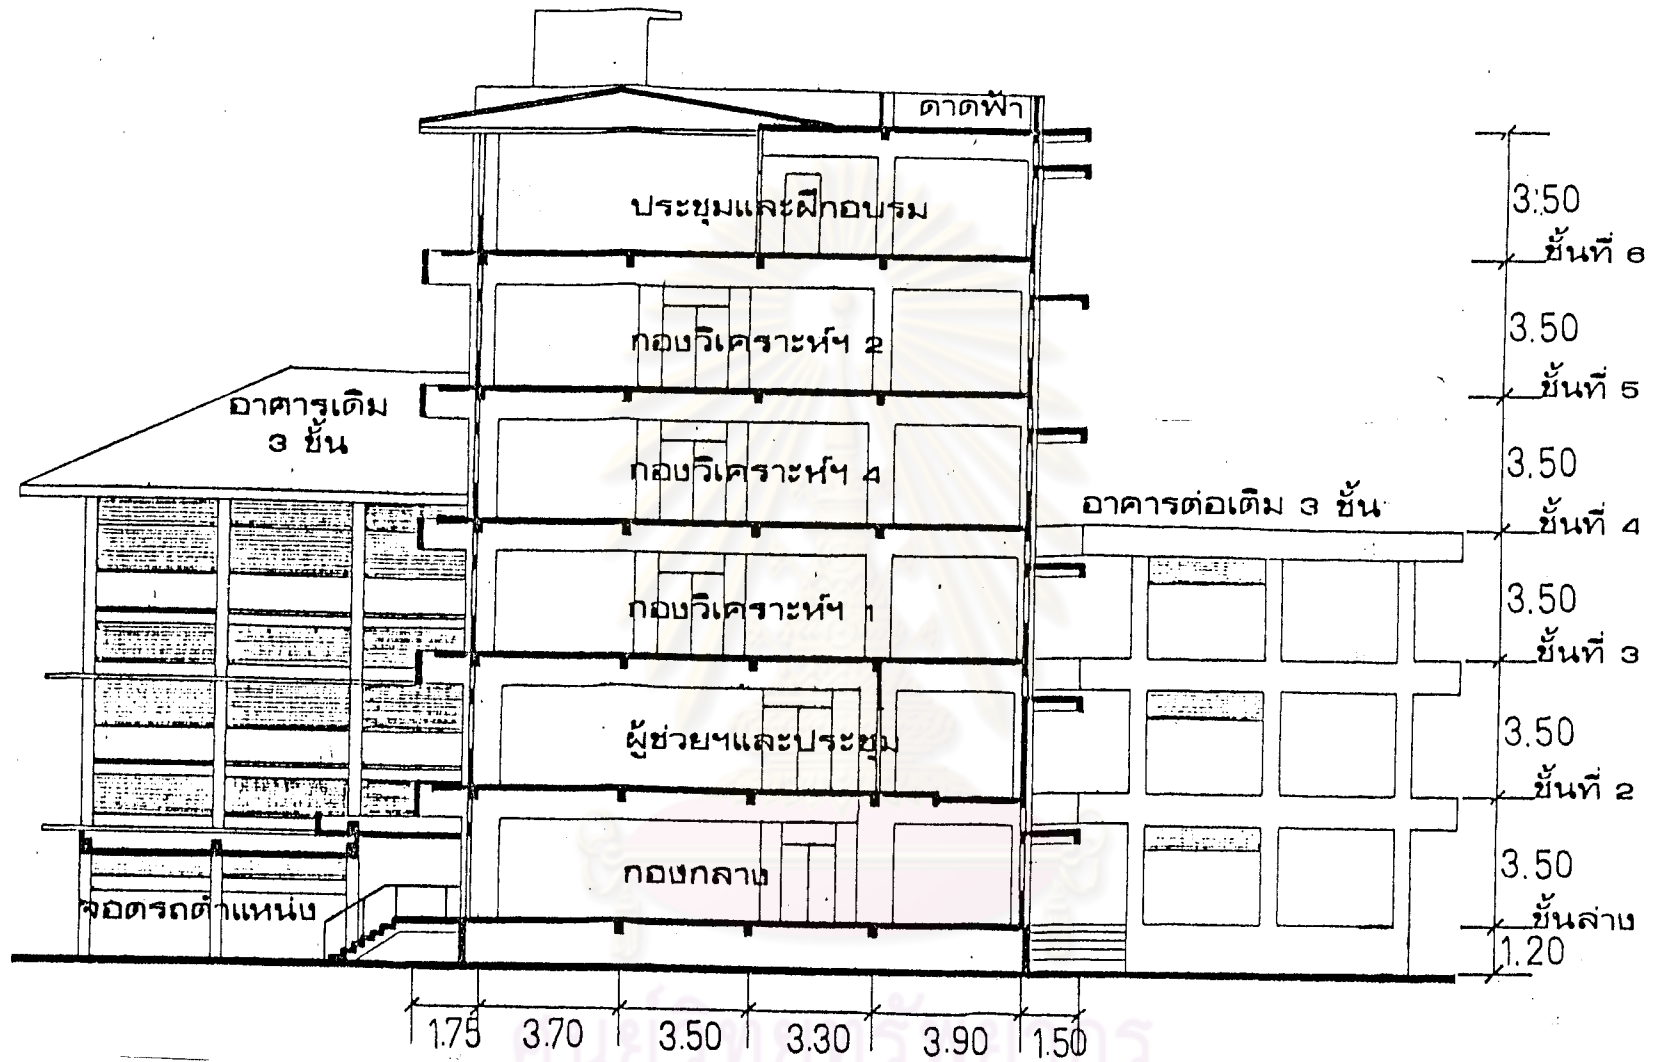 ดาดฟ้า
ประชุมและฝึกอบรม
3.50
ชั้นที่ 6
กองวิเคราะห์ฯ 2
3.50
ชั้นที่ 5
อาคารเดิม
3 ชั้น
กองวิเคราะห์ฯ 4
3.50
อาคารต่อเติม 3 ชั้น
ชั้นที่ 4
กองวิเคราะห์ฯ 1
3.50
ชั้นที่ 3
ผู้ช่วยฯและประชุม
3.50
ชั้นที่ 2
กองกลาง
3.50
จอดรถตำแหน่ง
ชั้นล่าง
1.20
1.75 3.70 3.50 3.30 3.90 1.50